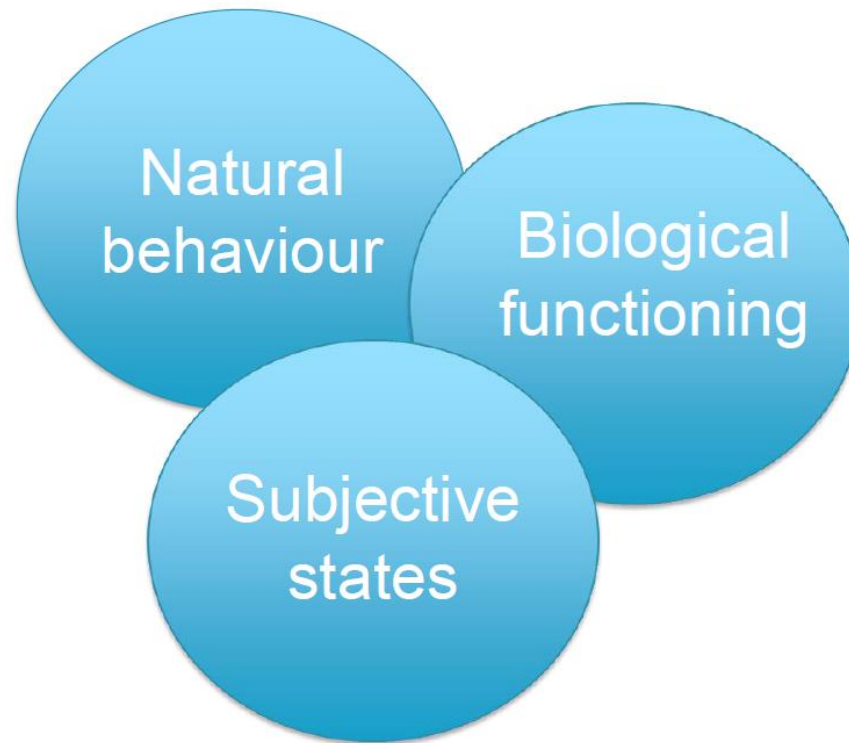 Natural
behaviour
Biological
functioning
Subjective
states